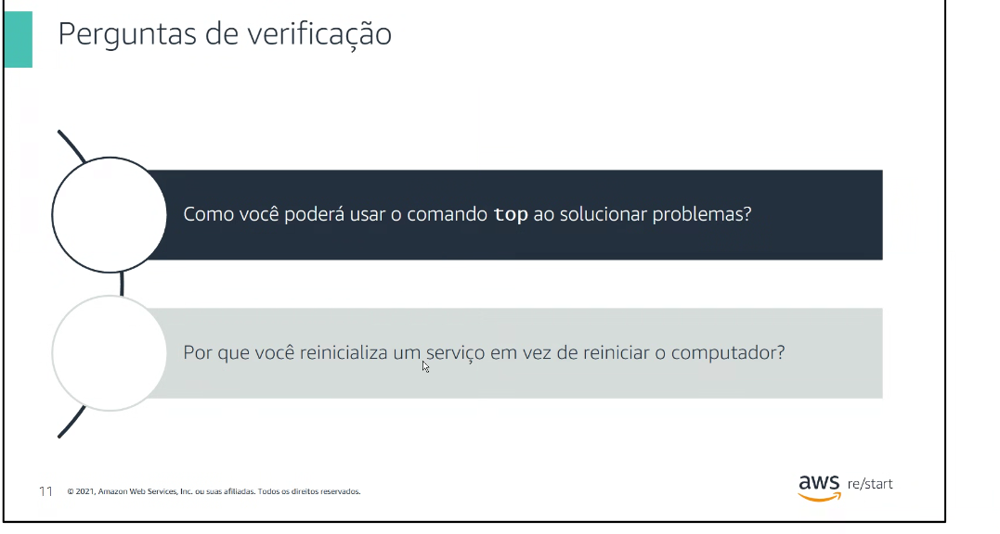 Perguntas de verificação
Como você poderá usar o comando top ao solucionar problemas?
Por que você reinicializa um serviço em vez de reiniciar o computador?
11 © 2021, Amazon Web Services, Inc. ou suas afiliadas. Todos os direitos reservados.
aws re/start